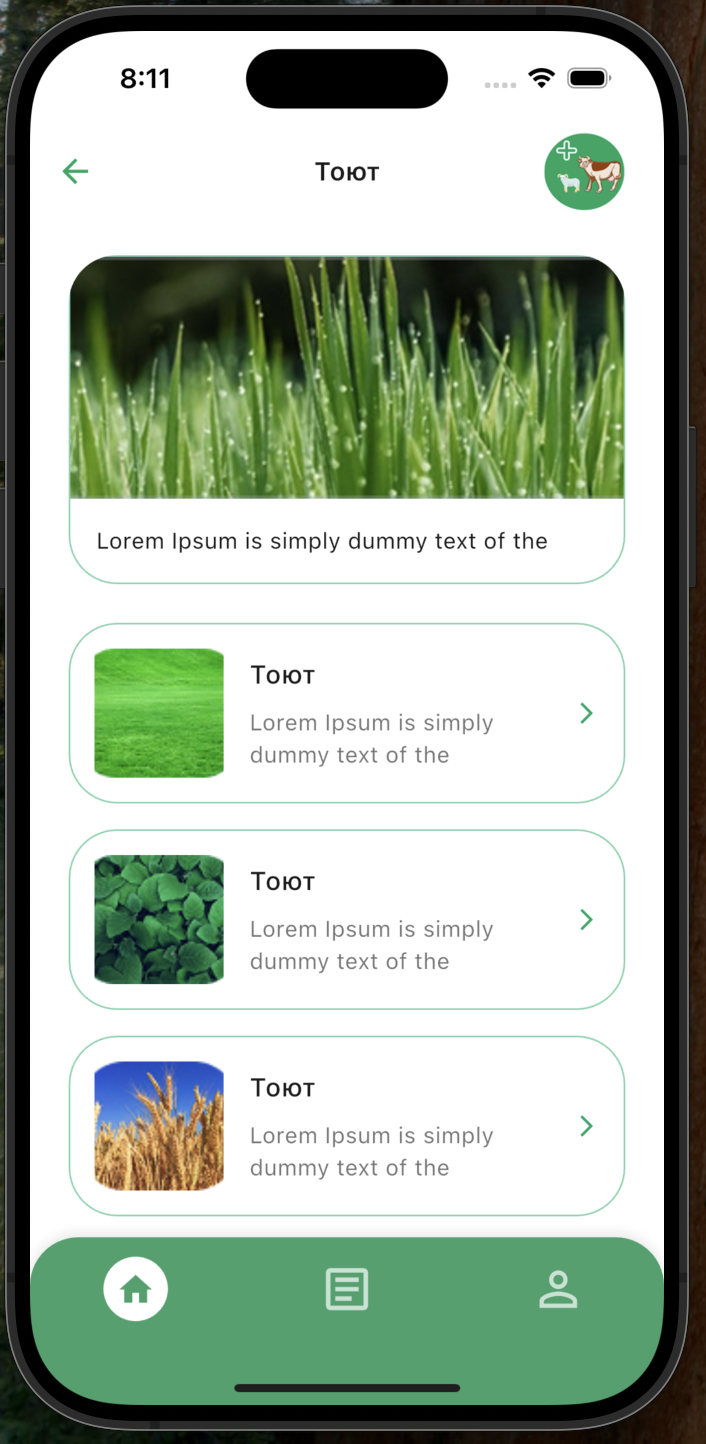 8:11
Тоют
Lorem Ipsum is simply dummy text of the
Тоют
Lorem Ipsum is simply
dummy text of the
Тоют
Lorem Ipsum is simply
dummy text of the
Тоют
Lorem Ipsum is simply
dummy text of the